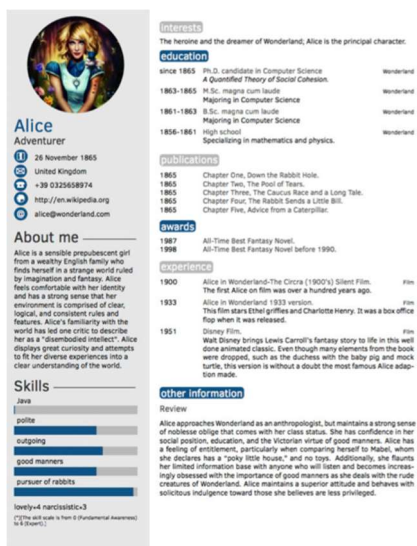 Alice
Adventurer
26 November 1865
United Kingdom
+39 0325658974
http://en.wikipedia.org
alice@wonderland.com
About me
Alice is a sensible prepubescent girl
from a wealthy English family who
finds herself in a strange world ruled
by imagination and fantasy. Alice
feels comfortable with her identity
and has a strong sense that her
environment is comprised of clear,
logical, and consistent rules and
features. Alice's familiarity with the
world has led one critic to describe
her as a "disembodied intellect". Alice
displays great curiosity and attempts
to fit her diverse experiences into a
clear understanding of the world.
Skills
Java
polite
outgoing
good manners
pursuer of rabbits
lovely•4 narcissistic•3
(*)[The skill scale is from 0 (Fundamental Awareness)
to 6 (Expert).]
interests
The heroine and the dreamer of Wonderland; Alice is the principal character.
education
since 1865 Ph.D. candidate in Computer Science Wonderland
A Quantified Theory of Social Cohesion.
1863-1865 M.Sc. magna cum laude Wonderland
Majoring in Computer Science
1861-1863 B.Sc. magna cum laude Wonderland
Majoring in Computer Science
1856-1861 High school Wonderland
Specializing in mathematics and physics.
publications
1865 Chapter One, Down the Rabbit Hole.
1865 Chapter Two, The Pool of Tears.
1865 Chapter Three, The Caucus Race and a Long Tale.
1865 Chapter Four, The Rabbit Sends a Little Bill.
1865 Chapter Five, Advice from a Caterpillar.
awards
1987 All-Time Best Fantasy Novel.
1998 All-Time Best Fantasy Novel before 1990.
experience
1900 Alice in Wonderland-The Circra (1900's) Silent Film. Film
The first Alice on film was over a hundred years ago.
1933 Alice in Wonderland 1933 version. Film
This film stars Ethel griffies and Charlotte Henry. It was a box office
flop when it was released.
1951 Disney Film. Film
Walt Disney brings Lewis Carroll's fantasy story to life in this well
done animated classic. Even though many elements from the book
were dropped, such as the duchess with the baby pig and mock
turtle, this version is without a doubt the most famous Alice adap-
tion made.
other information
Review
Alice approaches Wonderland as an anthropologist, but maintains a strong sense
of noblesse oblige that comes with her class status. She has confidence in her
social position, education, and the Victorian virtue of good manners. Alice has
a feeling of entitlement, particularly when comparing herself to Mabel, whom
she declares has a "poky little house," and no toys. Additionally, she flaunts
her limited information base with anyone who will listen and becomes increas-
ingly obsessed with the importance of good manners as she deals with the rude
creatures of Wonderland. Alice maintains a superior attitude and behaves with
solicitous indulgence toward those she believes are less privileged.